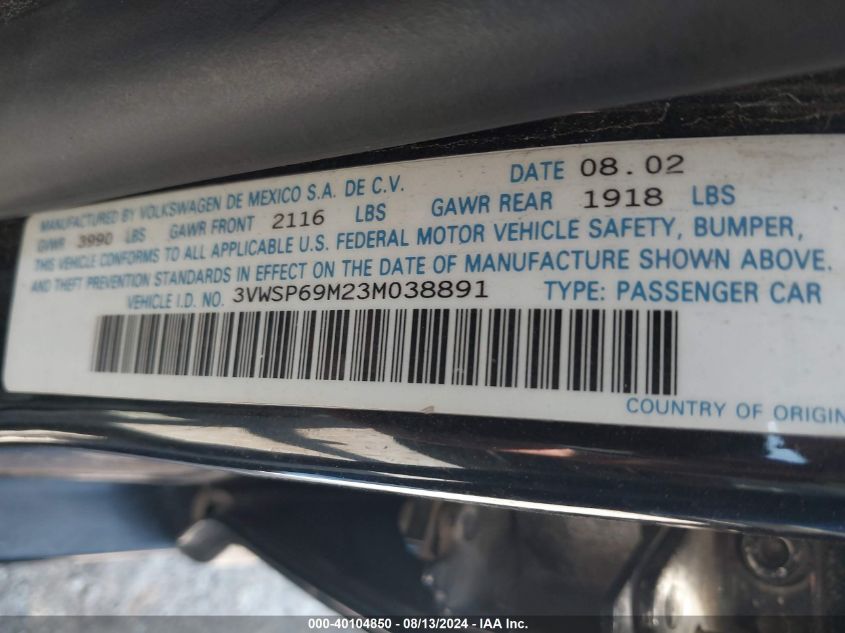 MANUFACTURED BY VOLKSWAGEN DE MEXICO S.A. DE C.V. DATE 08.02
GVWR 3990 LBS GAWR FRONT 2116 LBS GAWR REAR 1918 LBS
THIS VEHICLE CONFORMS TO ALL APPLICABLE U.S. FEDERAL MOTOR VEHICLE SAFETY, BUMPER,
AND THEFT PREVENTION STANDARDS IN EFFECT ON THE DATE OF MANUFACTURE SHOWN ABOVE.
VEHICLE I.D. NO. 3VWSP69M23M038891 TYPE: PASSENGER CAR
COUNTRY OF ORIGIN
000-40104850 - 08/13/2024 - IAA Inc.